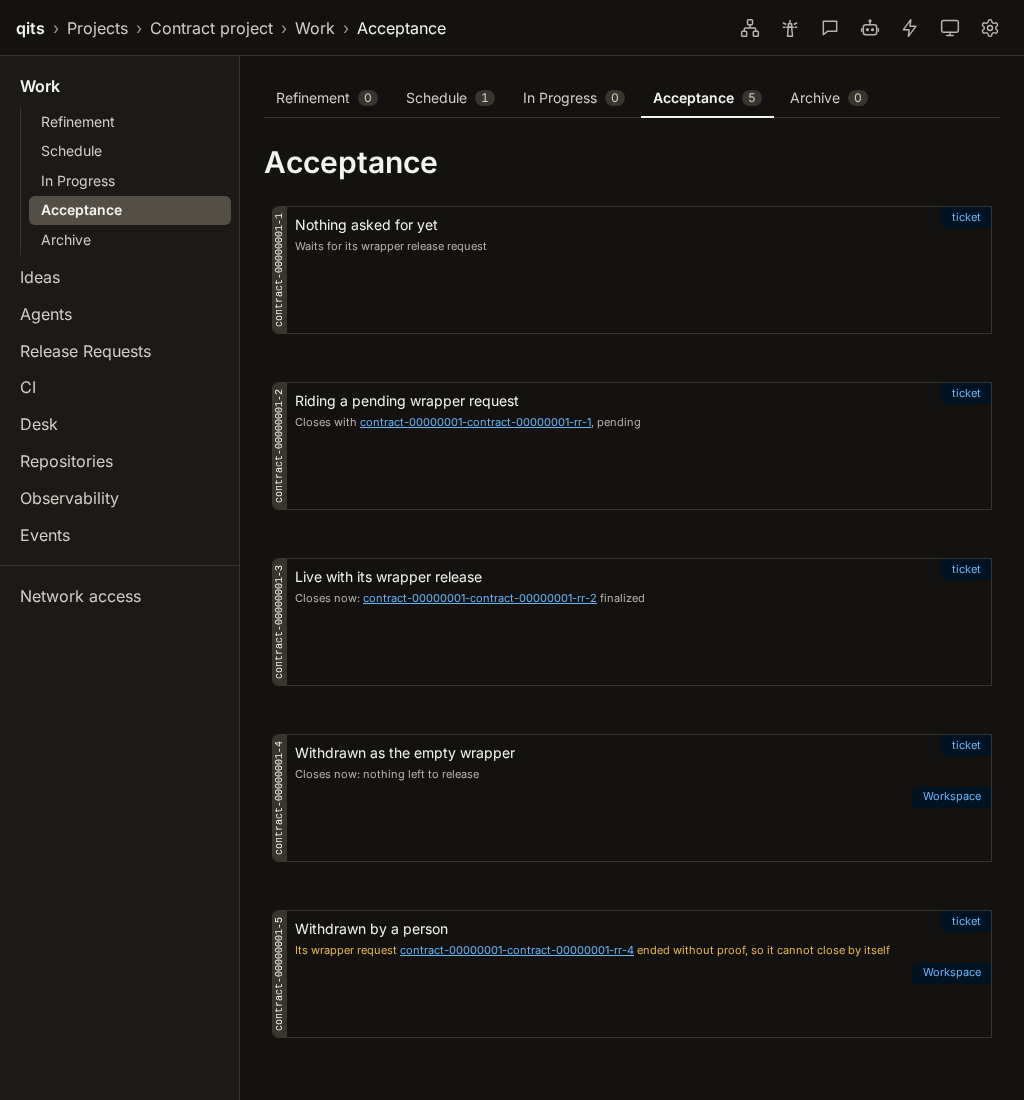 qits › Projects › Contract project › Work › Acceptance
Work
Refinement
Schedule
In Progress
Acceptance
Archive
Ideas
Agents
Release Requests
CI
Desk
Repositories
Observability
Events
Network access
Refinement 0 Schedule 1 In Progress 0 Acceptance 5 Archive 0
Acceptance
contract-00000001-1
Nothing asked for yet
ticket
Waits for its wrapper release request
contract-00000001-2
Riding a pending wrapper request
ticket
Closes with contract-00000001-contract-00000001-rr-1, pending
contract-00000001-3
Live with its wrapper release
ticket
Closes now: contract-00000001-contract-00000001-rr-2 finalized
contract-00000001-4
Withdrawn as the empty wrapper
ticket
Closes now: nothing left to release
Workspace
contract-00000001-5
Withdrawn by a person
ticket
Its wrapper request contract-00000001-contract-00000001-rr-4 ended without proof, so it cannot close by itself
Workspace